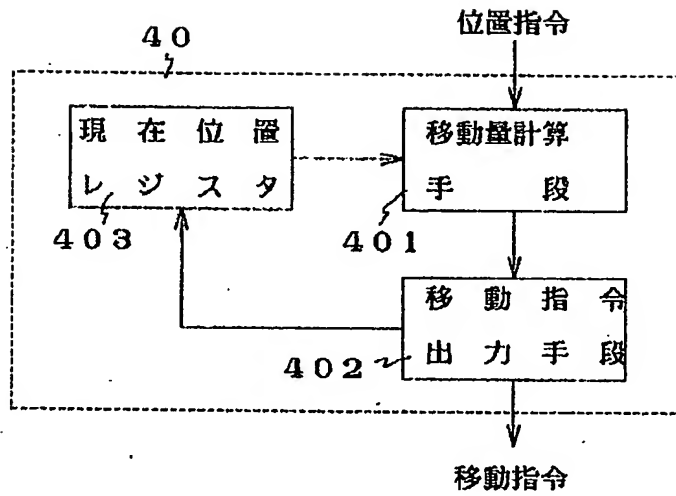 40
位置指令
現在位置
レジスタ
403
移動量計算
手段
401
移動指令
出力手段
402
移動指令